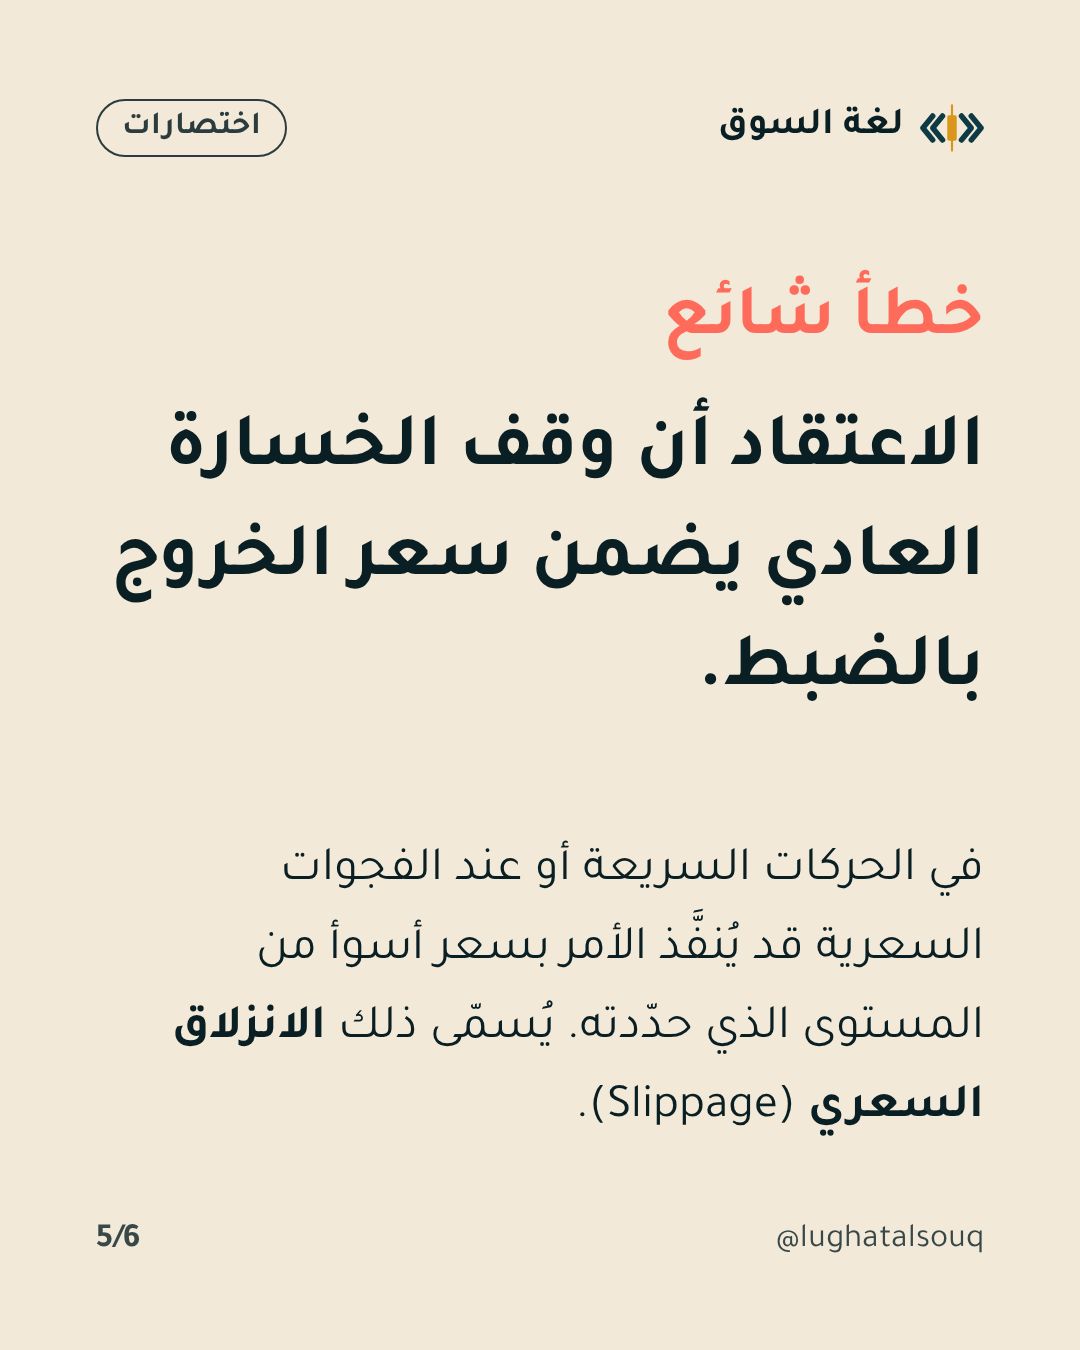 لغة السوق
اختصارات
خطأ شائع
الاعتقاد أن وقف الخسارة
العادي يضمن سعر الخروج
بالضبط.
في الحركات السريعة أو عند الفجوات
السعرية قد يُنفَّذ الأمر بسعر أسوأ من
المستوى الذي حدّدته. يُسمّى ذلك الانزلاق
السعري (Slippage).
@lughatalsouq
5/6